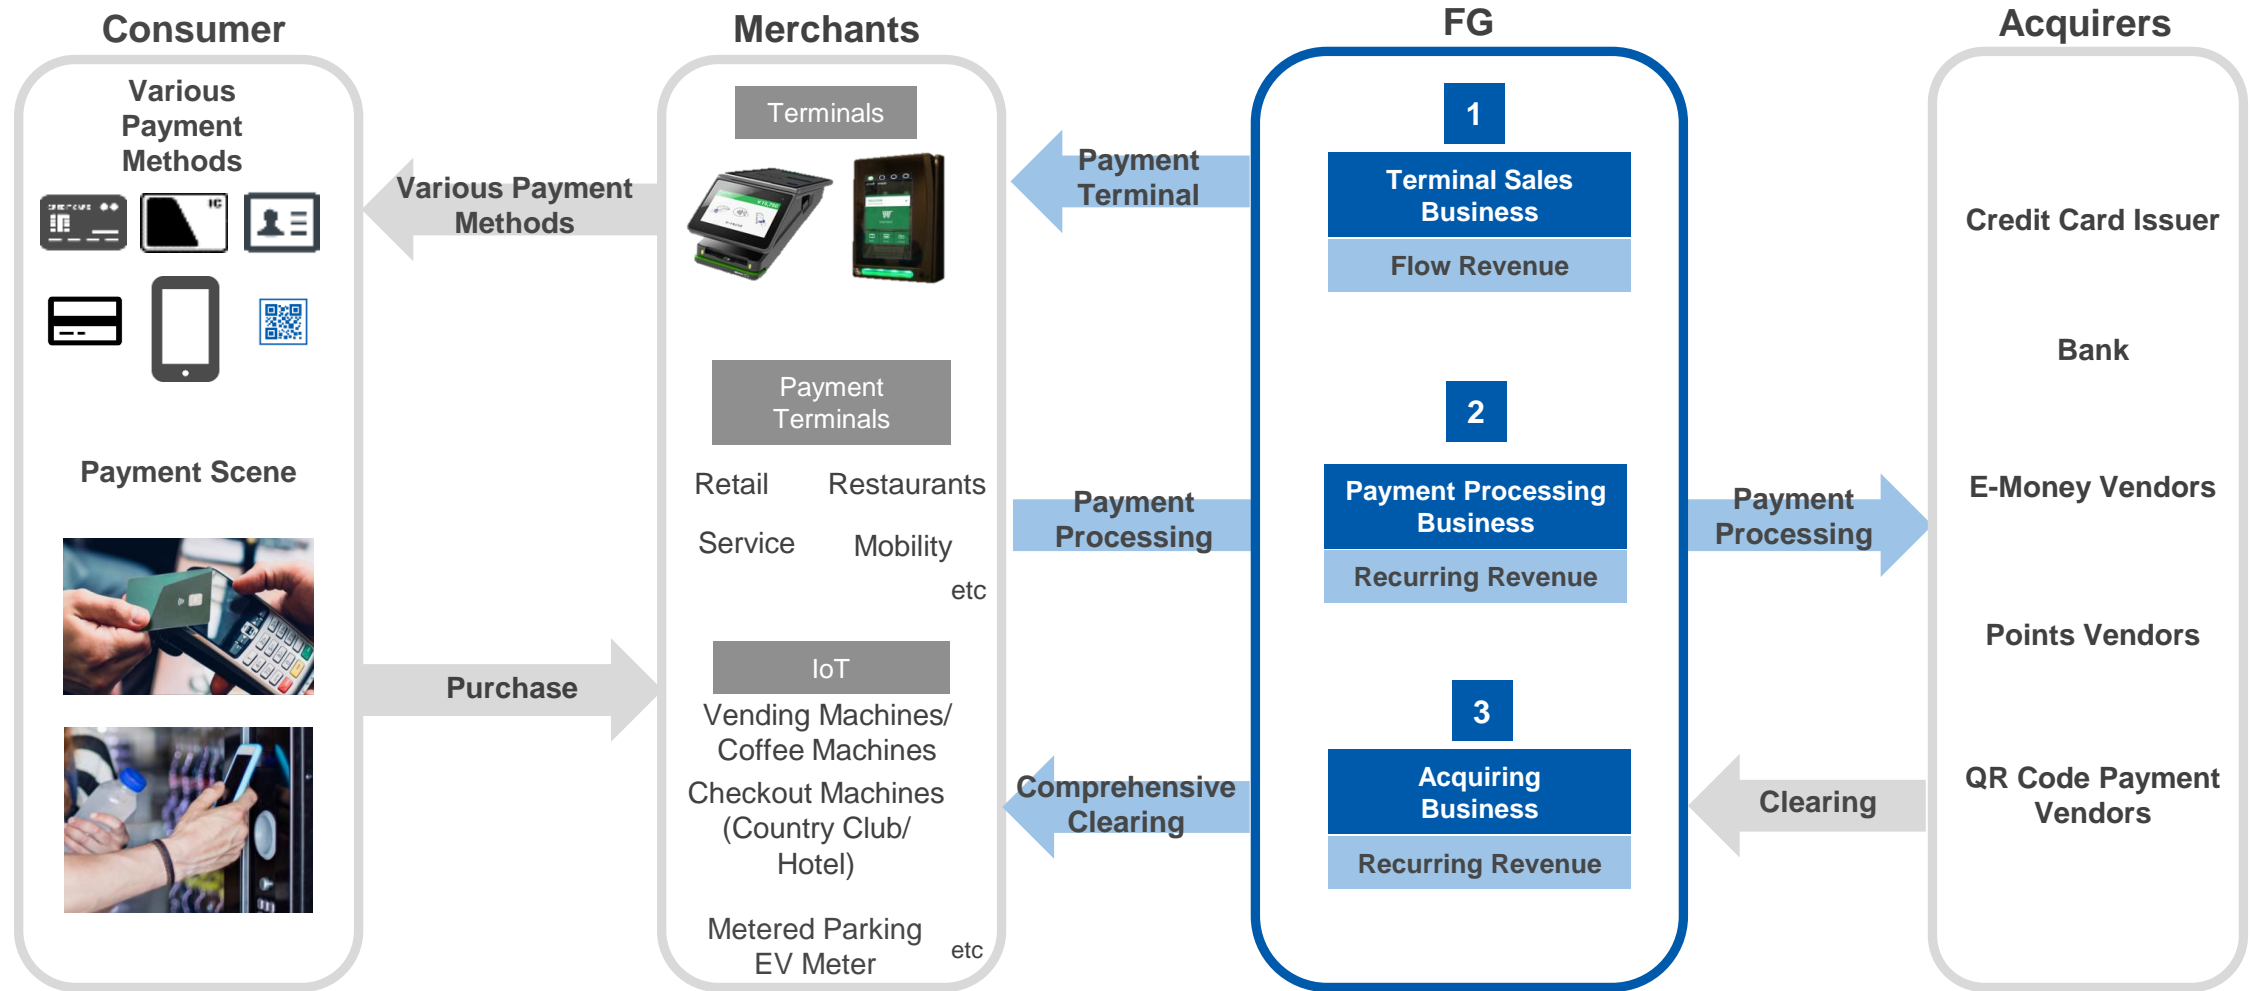 Consumer
Various
Payment
Methods
CREDIT CARD
IC
Payment Scene
Various Payment
Methods
Purchase
Merchants
Terminals
Payment
Terminals
Retail
Restaurants
Service
Mobility
etc
IoT
Vending Machines/
Coffee Machines
Checkout Machines
(Country Club/
Hotel)
Metered Parking
EV Meter
etc
Payment
Terminal
Payment
Processing
Comprehensive
Clearing
FG
1
Terminal Sales
Business
Flow Revenue
2
Payment Processing
Business
Recurring Revenue
3
Acquiring
Business
Recurring Revenue
Payment
Processing
Clearing
Acquirers
Credit Card Issuer
Bank
E-Money Vendors
Points Vendors
QR Code Payment
Vendors